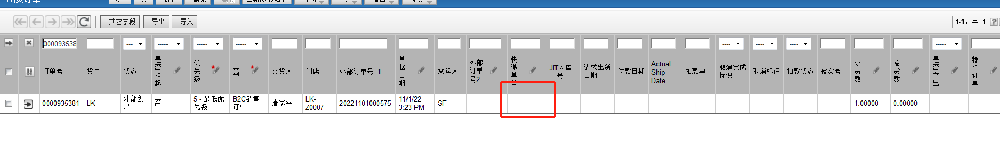 其它字段 导出 导入 1-1，共 1
000093538 --- ----- ----- ----- ---- ---- ---- -----
订单号 货主 状态 是否挂起 优先级 类型 交货人 门店 外部订单号 1 单据日期 承运人 外部订单号2 快递单号 JIT入库单号 请求出货日期 付款日期 Actual Ship Date 扣款单 取消完成标识 取消标识 扣款状态 波次号 要货数 发货数 是否空出 特殊订单
0000935381 LK 外部创建 否 5 - 最低优先级 B2C销售订单 唐家平 LK-Z0007 20221101000575 11/1/22 3:23 PM SF 1.00000 0.00000